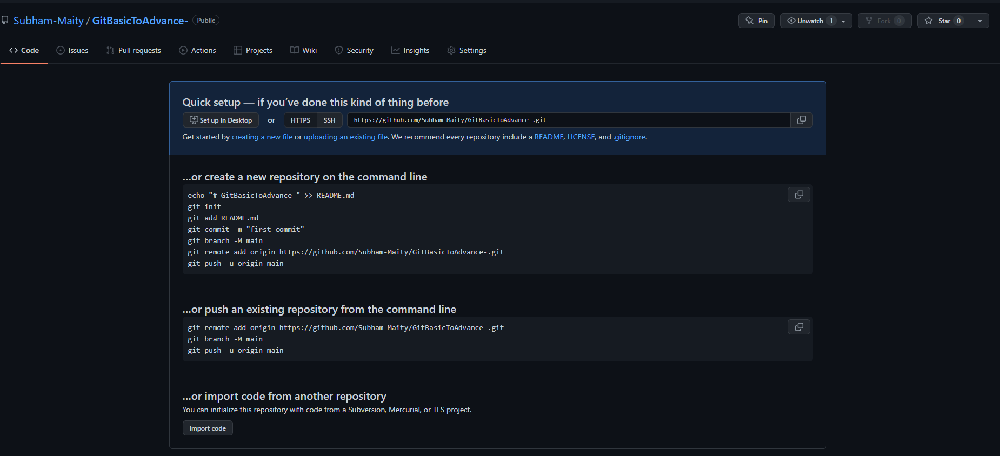 Subham-Maity / GitBasicToAdvance- Public
Pin Unwatch 1 Fork 0 Star 0
Code Issues Pull requests Actions Projects Wiki Security Insights Settings
Quick setup — if you’ve done this kind of thing before
Set up in Desktop or HTTPS SSH https://github.com/Subham-Maity/GitBasicToAdvance-.git
Get started by creating a new file or uploading an existing file. We recommend every repository include a README, LICENSE, and .gitignore.
…or create a new repository on the command line
echo "# GitBasicToAdvance-" >> README.md
git init
git add README.md
git commit -m "first commit"
git branch -M main
git remote add origin https://github.com/Subham-Maity/GitBasicToAdvance-.git
git push -u origin main
…or push an existing repository from the command line
git remote add origin https://github.com/Subham-Maity/GitBasicToAdvance-.git
git branch -M main
git push -u origin main
…or import code from another repository
You can initialize this repository with code from a Subversion, Mercurial, or TFS project.
Import code